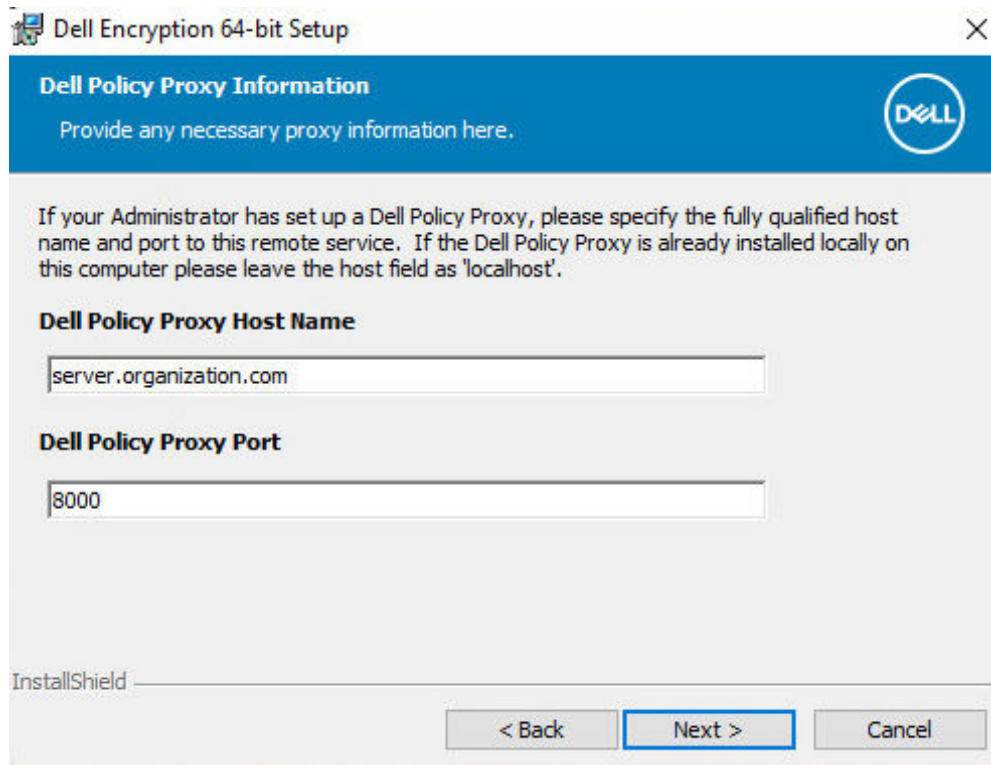 Dell Encryption 64-bit Setup
Dell Policy Proxy Information
Provide any necessary proxy information here.
DELL
If your Administrator has set up a Dell Policy Proxy, please specify the fully qualified host
name and port to this remote service.  If the Dell Policy Proxy is already installed locally on
this computer please leave the host field as 'localhost'.
Dell Policy Proxy Host Name
server.organization.com
Dell Policy Proxy Port
8000
InstallShield
< Back
Next >
Cancel